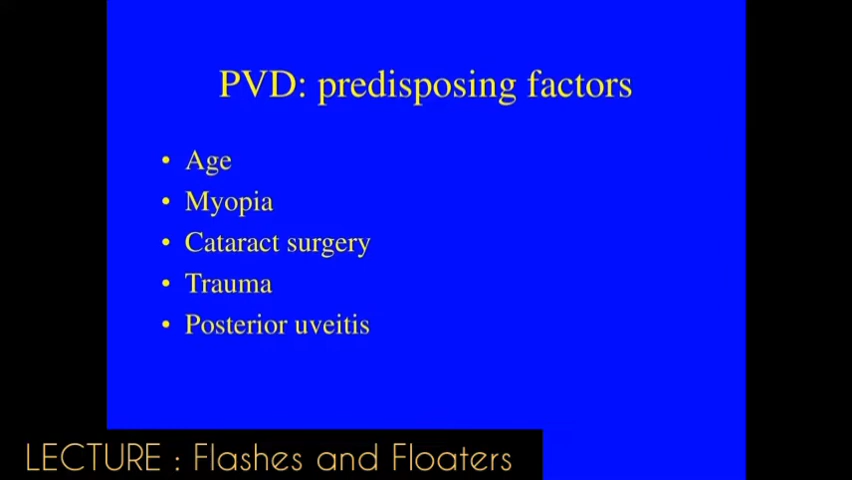 PVD: predisposing factors
• Age
• Myopia
• Cataract surgery
• Trauma
• Posterior uveitis
LECTURE : Flashes and Floaters